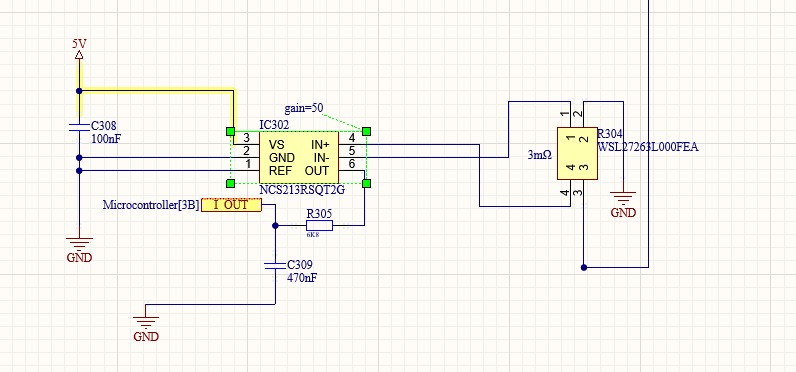 5V
gain=50
C308
100nF
IC302
3 VS IN+ 4
2 GND IN- 5
1 REF OUT 6
NCS213RSQT2G
Microcontroller[3B] I OUT
R305
6K8
C309
470nF
GND
GND
1 2
R304
WSL27263L000FEA
3mΩ
1 2
4 3
4 3
GND